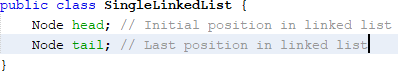 public class SingleLinkedList {
    Node head; // Initial position in linked list
    Node tail; // Last position in linked list
}